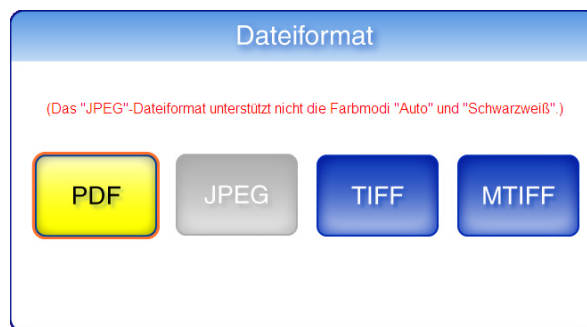 Dateiformat
(Das "JPEG"-Dateiformat unterstützt nicht die Farbmodi "Auto" und "Schwarzweiß".)
PDF JPEG TIFF MTIFF